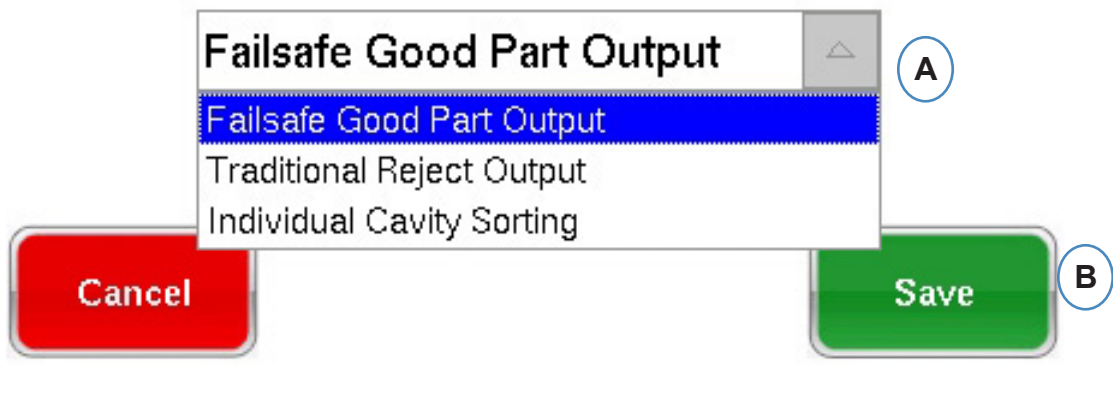 Failsafe Good Part Output
A
Failsafe Good Part Output
Traditional Reject Output
Individual Cavity Sorting
Cancel
Save
B